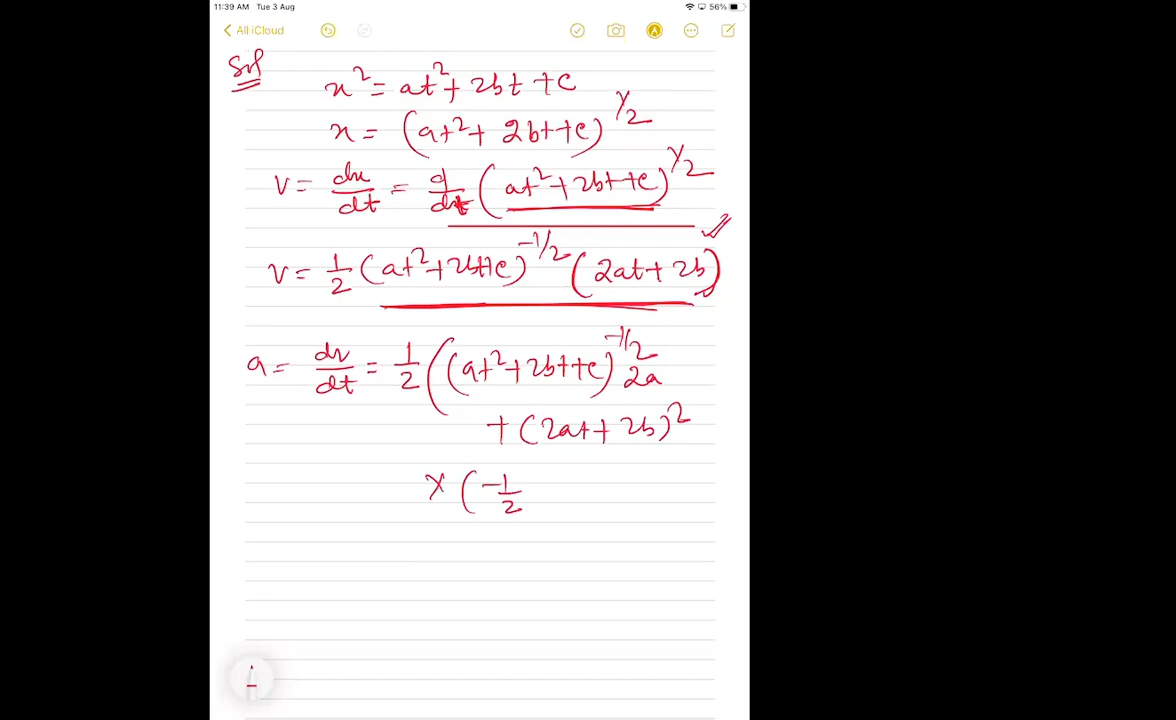 11:39 AM Tue 3 Aug 56%
All iCloud
Sol
x² = at² + 2bt + c
x = (at² + 2bt + c)^1/2
v = dx/dt = d/dt (at² + 2bt + c)^1/2
v = 1/2 (at² + 2bt + c)^-1/2 (2at + 2b)
a = dv/dt = 1/2 ((at² + 2bt + c)^-1/2 2a
+ (2at + 2b)²
x (-1/2